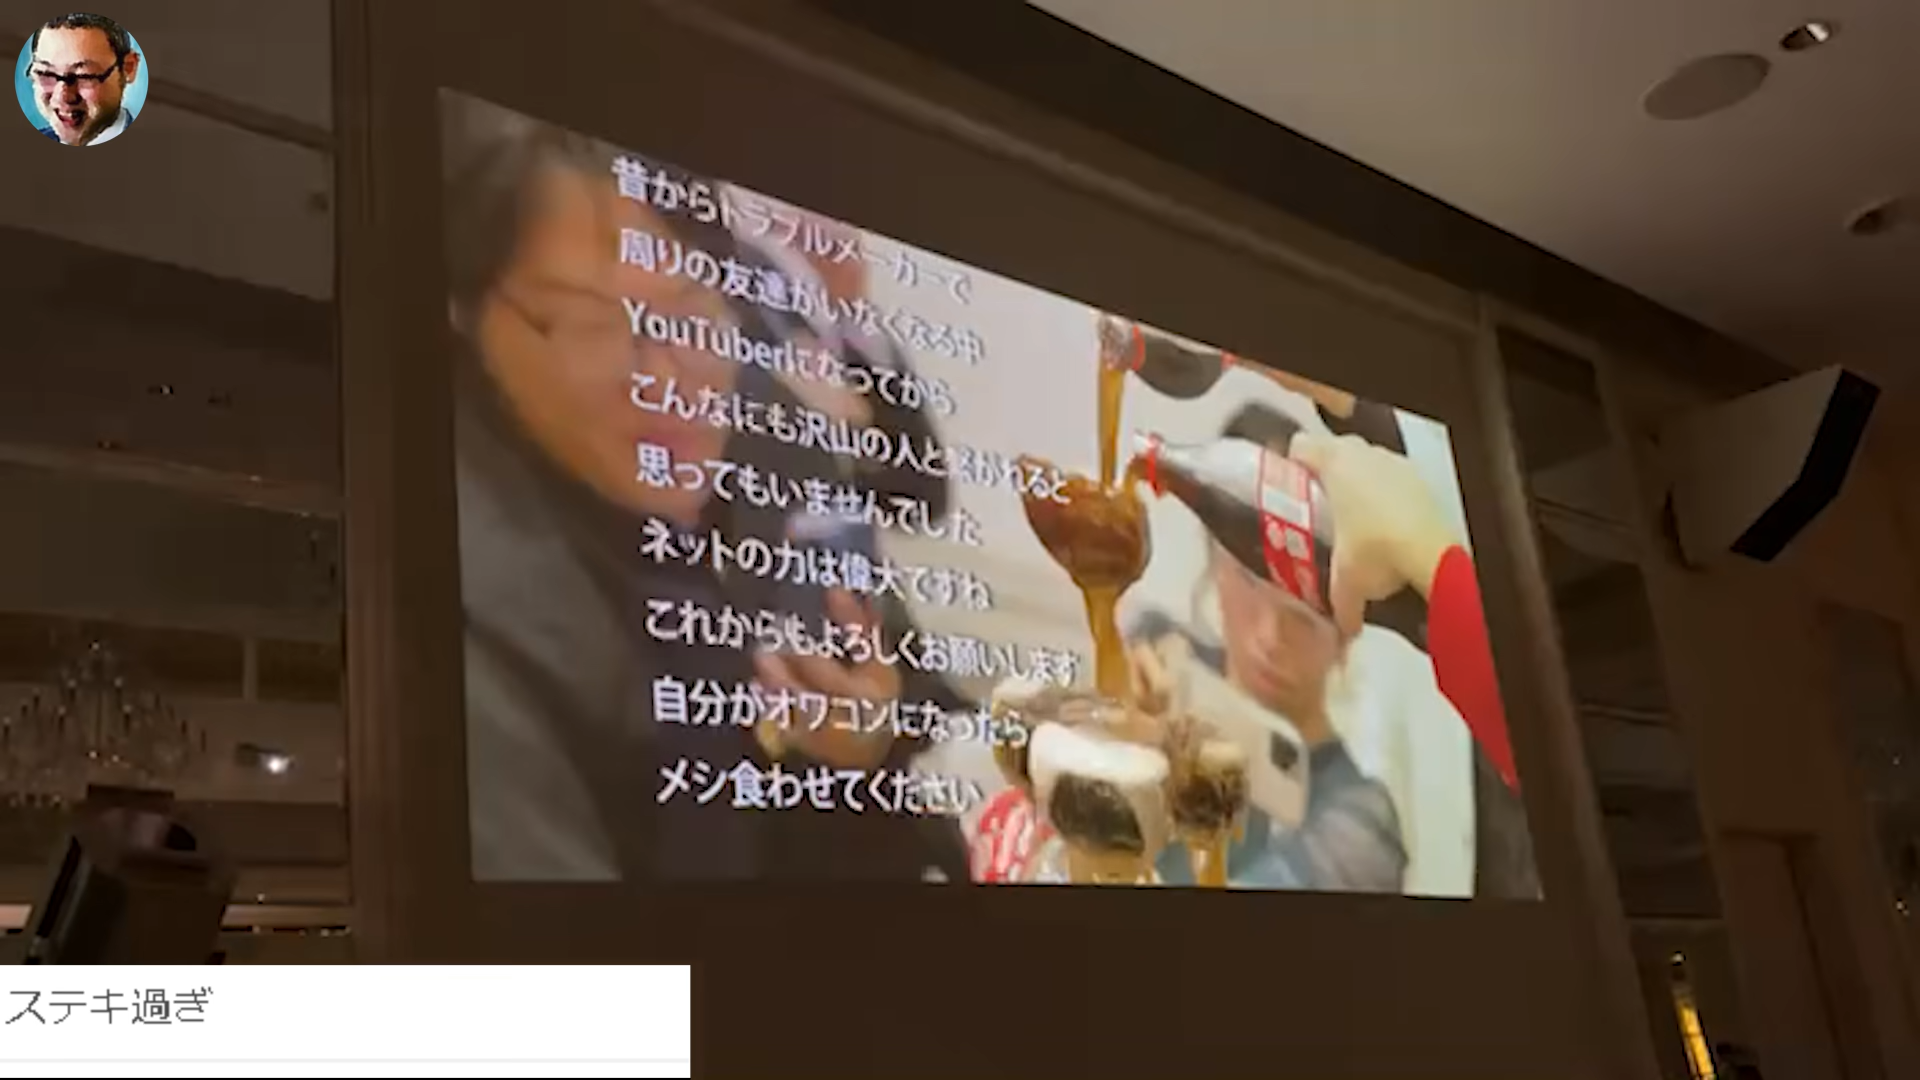 昔からトラブルメーカーで
周りの友達がいなくなる中
YouTuberになってから
こんなにも沢山の人と繋がれると
思ってもいませんでした
ネットの力は偉大ですね
これからもよろしくお願いします
自分がオワコンになったら
メシ食わせてください
ステキ過ぎ